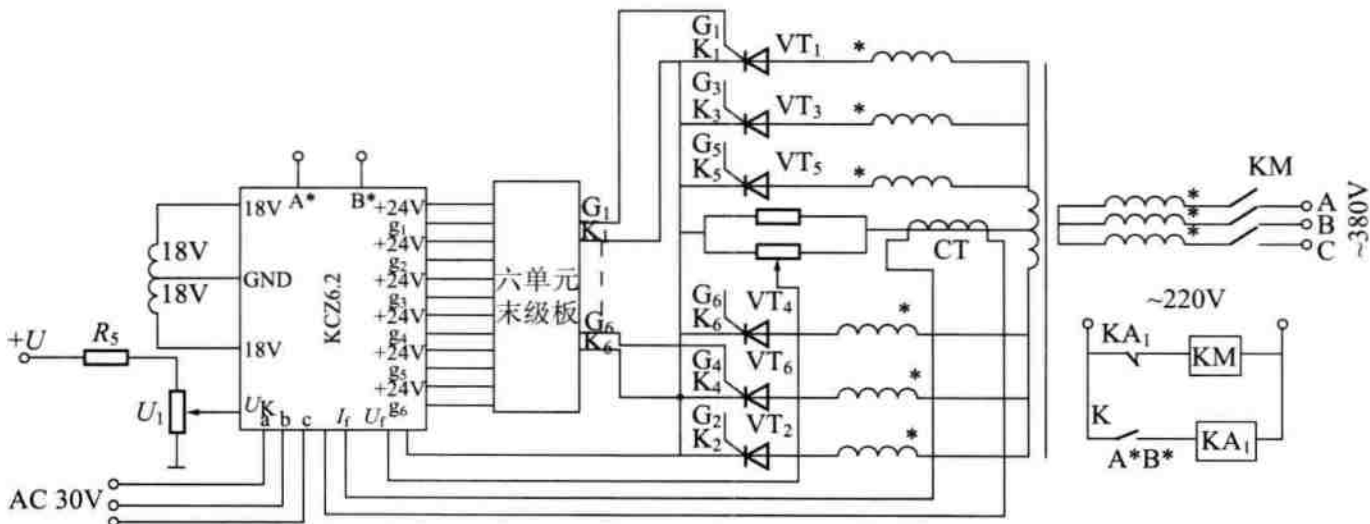 G₁
K₁
VT₁
*
G₃
K₃
VT₃
*
G₅
K₅
VT₅
*
A*
B*
18V
GND
18V
U_K
a b c
I_f
U_f
KCZ6.2
+24V
g₁
+24V
g₂
+24V
g₃
+24V
g₄
+24V
g₅
+24V
g₆
18V
18V
+U
R₅
U₁
AC 30V
六单元
末级板
G₁
K₁
G₆
K₆
CT
G₆
K₆
VT₄
*
G₄
K₄
VT₆
*
G₂
K₂
VT₂
*
*
*
*
KM
A
B
C
~380V
~220V
KA₁
KM
K
A*B*
KA₁